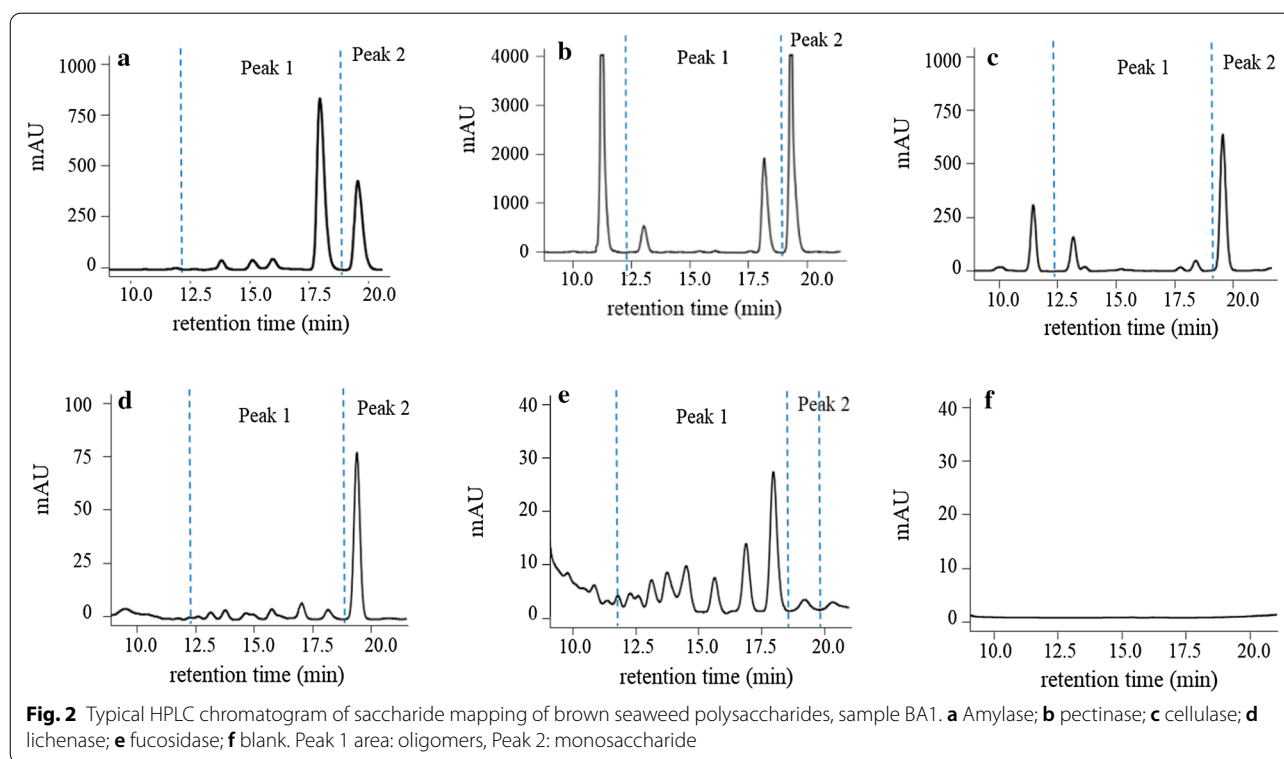 a
Peak 1
Peak 2
1000
750
500
250
0
mAU
10.0 12.5 15.0 17.5 20.0
retention time (min)
b
Peak 1
Peak 2
4000
3000
2000
1000
0
mAU
10.0 12.5 15.0 17.5 20.0
retention time (min)
c
Peak 1
Peak 2
1000
750
500
250
0
mAU
10.0 12.5 15.0 17.5 20.0
retention time (min)
d
Peak 1
Peak 2
100
75
50
25
0
mAU
10.0 12.5 15.0 17.5 20.0
retention time (min)
e
Peak 1
Peak 2
40
30
20
10
0
mAU
10.0 12.5 15.0 17.5 20.0
retention time (min)
f
40
30
20
10
0
mAU
10.0 12.5 15.0 17.5 20.0
retention time (min)
Fig. 2 Typical HPLC chromatogram of saccharide mapping of brown seaweed polysaccharides, sample BA1. a Amylase; b pectinase; c cellulase; d
lichenase; e fucosidase; f blank. Peak 1 area: oligomers, Peak 2: monosaccharide